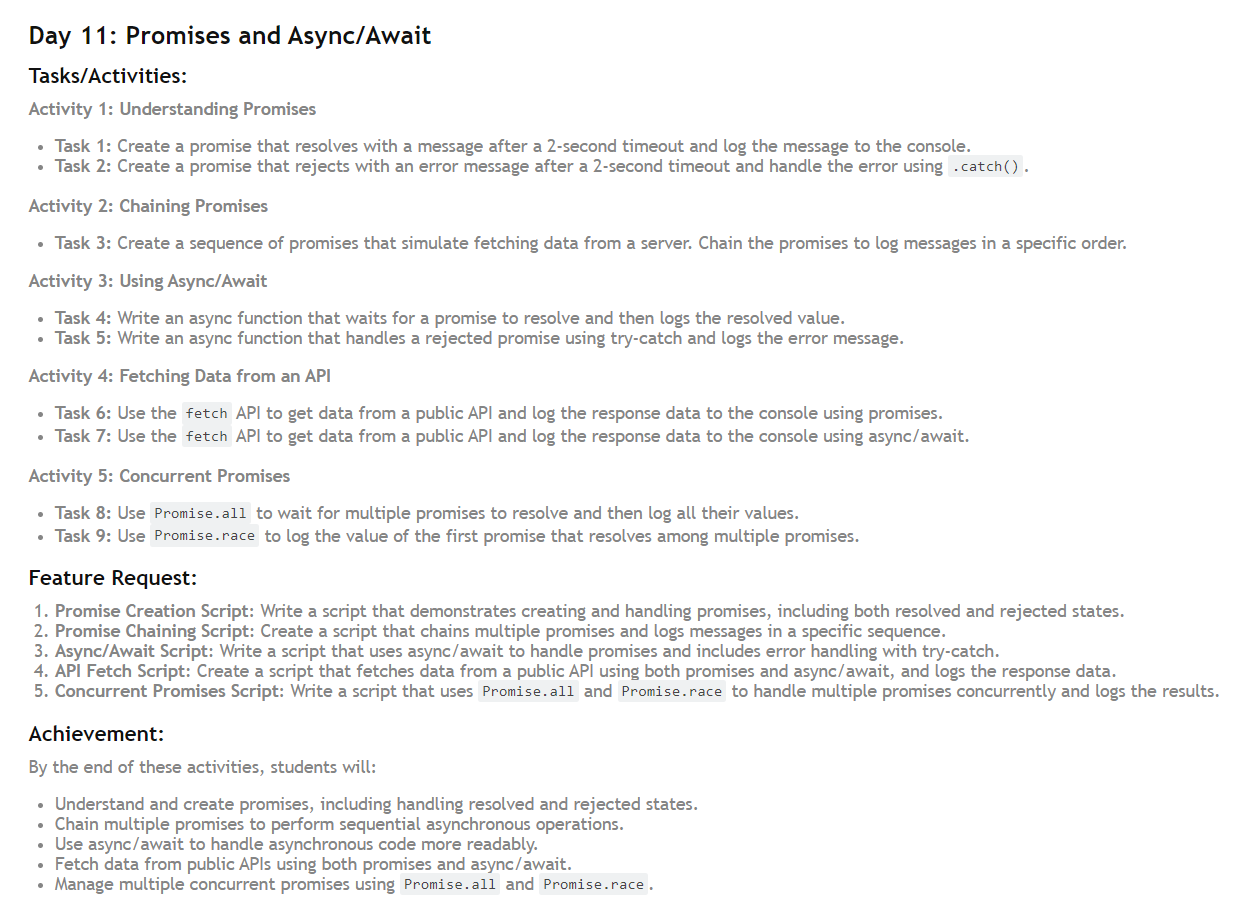 Day 11: Promises and Async/Await
Tasks/Activities:
Activity 1: Understanding Promises
• Task 1: Create a promise that resolves with a message after a 2-second timeout and log the message to the console.
• Task 2: Create a promise that rejects with an error message after a 2-second timeout and handle the error using .catch().
Activity 2: Chaining Promises
• Task 3: Create a sequence of promises that simulate fetching data from a server. Chain the promises to log messages in a specific order.
Activity 3: Using Async/Await
• Task 4: Write an async function that waits for a promise to resolve and then logs the resolved value.
• Task 5: Write an async function that handles a rejected promise using try-catch and logs the error message.
Activity 4: Fetching Data from an API
• Task 6: Use the fetch API to get data from a public API and log the response data to the console using promises.
• Task 7: Use the fetch API to get data from a public API and log the response data to the console using async/await.
Activity 5: Concurrent Promises
• Task 8: Use Promise.all to wait for multiple promises to resolve and then log all their values.
• Task 9: Use Promise.race to log the value of the first promise that resolves among multiple promises.
Feature Request:
1. Promise Creation Script: Write a script that demonstrates creating and handling promises, including both resolved and rejected states.
2. Promise Chaining Script: Create a script that chains multiple promises and logs messages in a specific sequence.
3. Async/Await Script: Write a script that uses async/await to handle promises and includes error handling with try-catch.
4. API Fetch Script: Create a script that fetches data from a public API using both promises and async/await, and logs the response data.
5. Concurrent Promises Script: Write a script that uses Promise.all and Promise.race to handle multiple promises concurrently and logs the results.
Achievement:
By the end of these activities, students will:
• Understand and create promises, including handling resolved and rejected states.
• Chain multiple promises to perform sequential asynchronous operations.
• Use async/await to handle asynchronous code more readably.
• Fetch data from public APIs using both promises and async/await.
• Manage multiple concurrent promises using Promise.all and Promise.race.